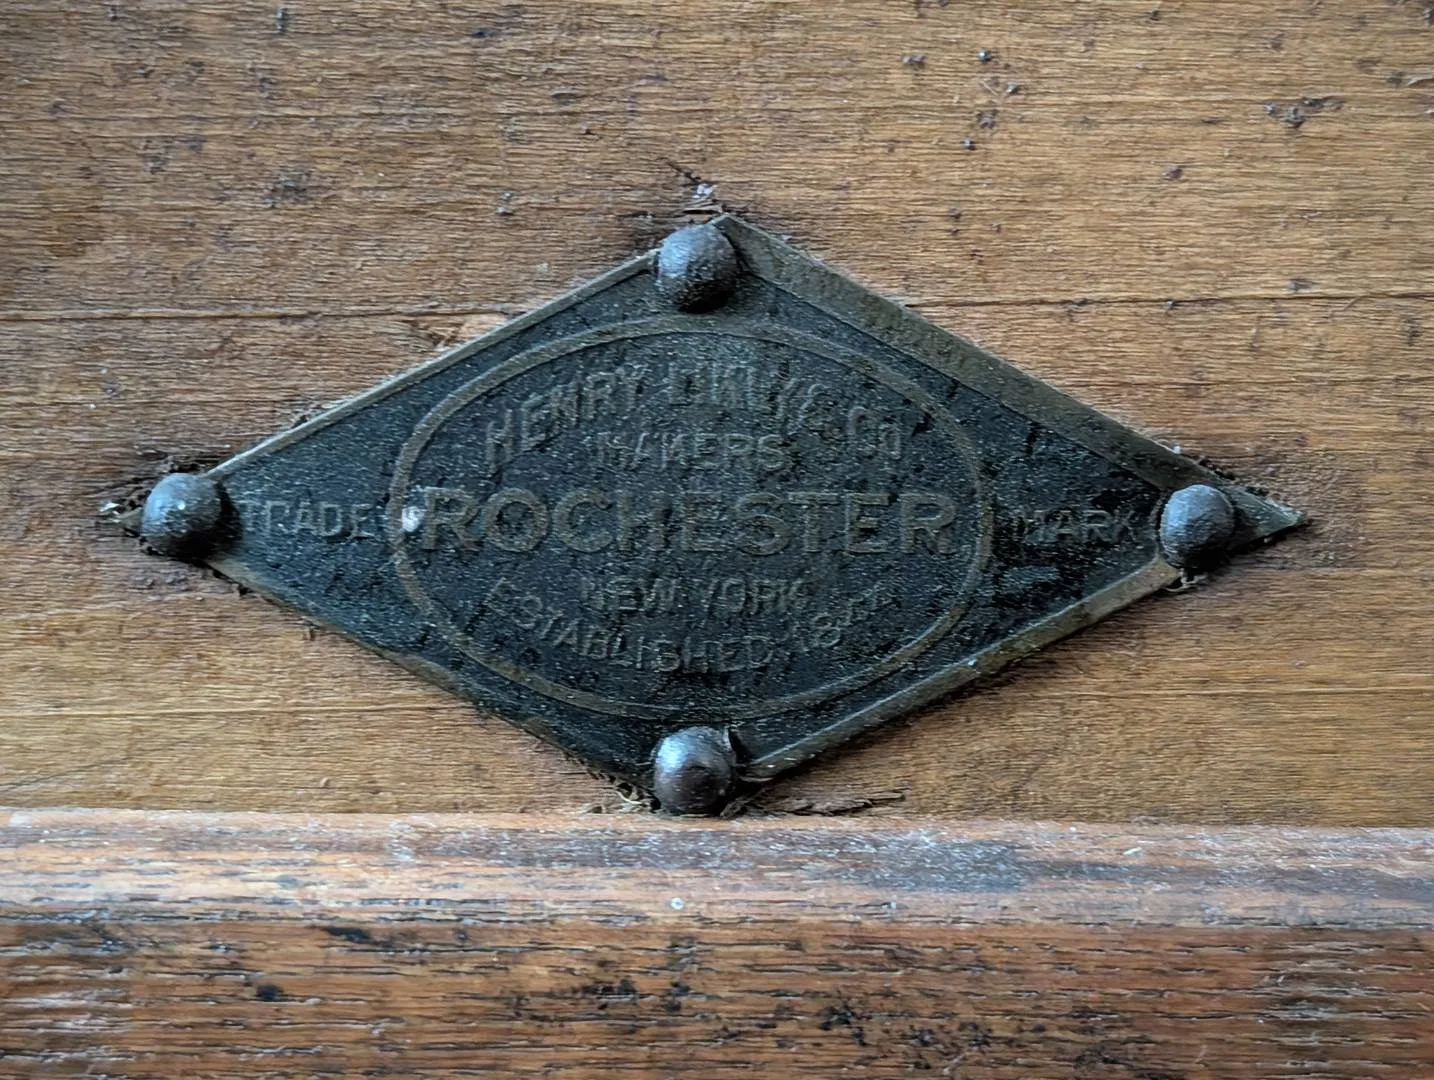 HENRY LIKLY & CO
MAKERS
TRADE ROCHESTER MARK
NEW YORK
ESTABLISHED